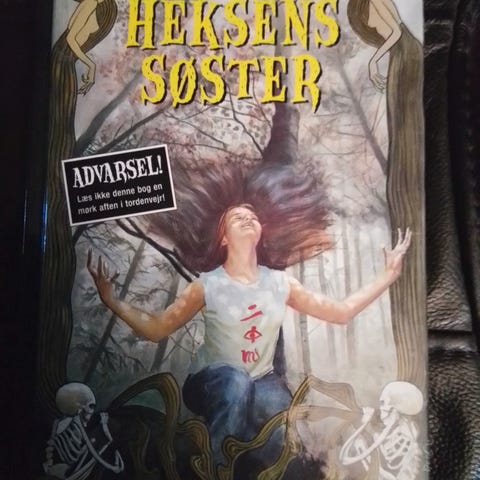 HEKSENS
SØSTER
ADVARSEL!
Læs ikke denne bog en
mørk aften i tordenvejr!